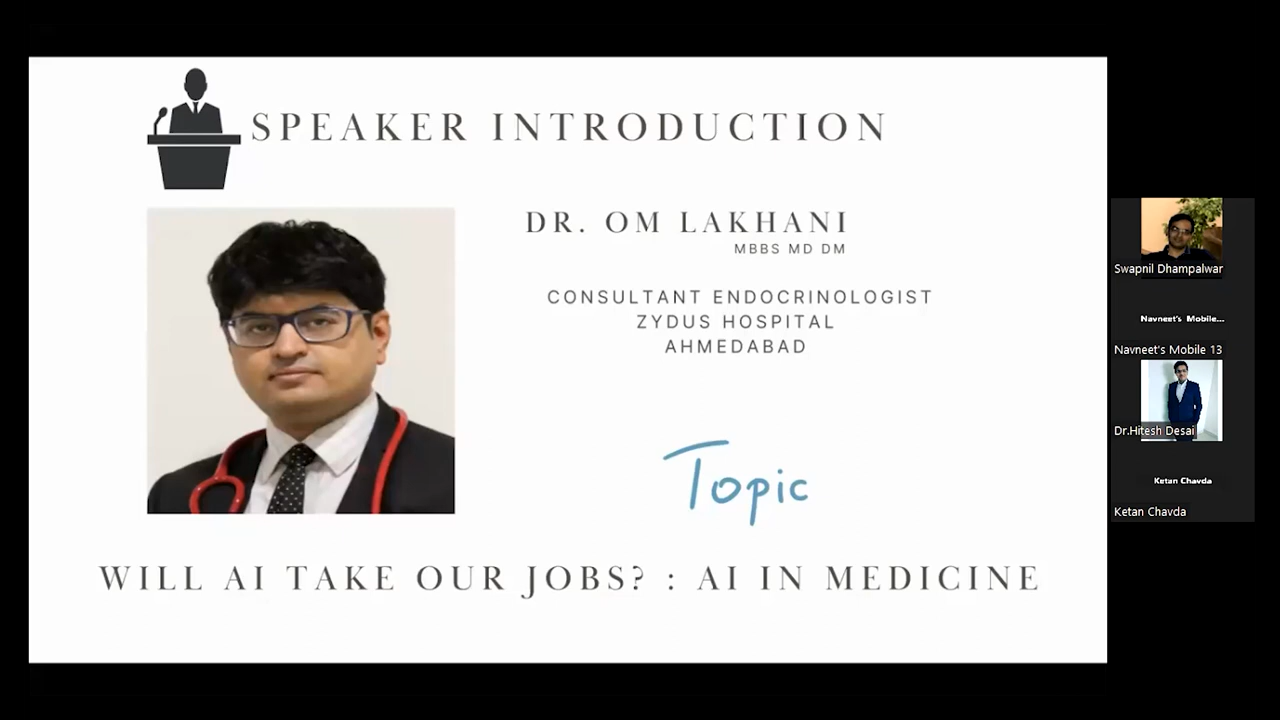 SPEAKER INTRODUCTION
DR. OM LAKHANI
MBBS MD DM
CONSULTANT ENDOCRINOLOGIST
ZYDUS HOSPITAL
AHMEDABAD
Topic
WILL AI TAKE OUR JOBS? : AI IN MEDICINE
Swapnil Dhampalwar
Navneet's Mobile...
Navneet's Mobile 13
Dr.Hitesh Desai
Ketan Chavda
Ketan Chavda